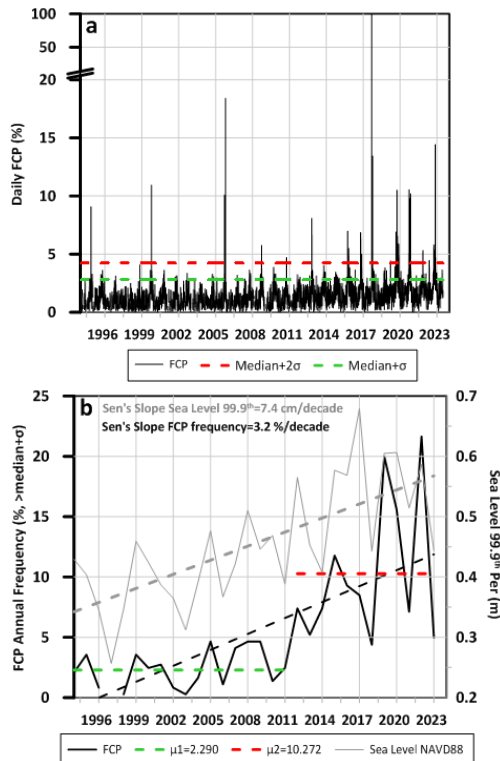 a
100
80
50
20
15
10
5
0
Daily FCP (%)
1996 1999 2002 2005 2008 2011 2014 2017 2020 2023
FCP Median+2σ Median+σ
b
Sen's Slope Sea Level 99.9ᵗʰ=7.4 cm/decade
Sen's Slope FCP frequency=3.2 %/decade
25
20
15
10
5
0
FCP Annual Frequency (%, >median+σ)
0.7
0.6
0.5
0.4
0.3
0.2
Sea Level 99.9ᵗʰ Per (m)
1996 1999 2002 2005 2008 2011 2014 2017 2020 2023
FCP μ1=2.290 μ2=10.272 Sea Level NAVD88